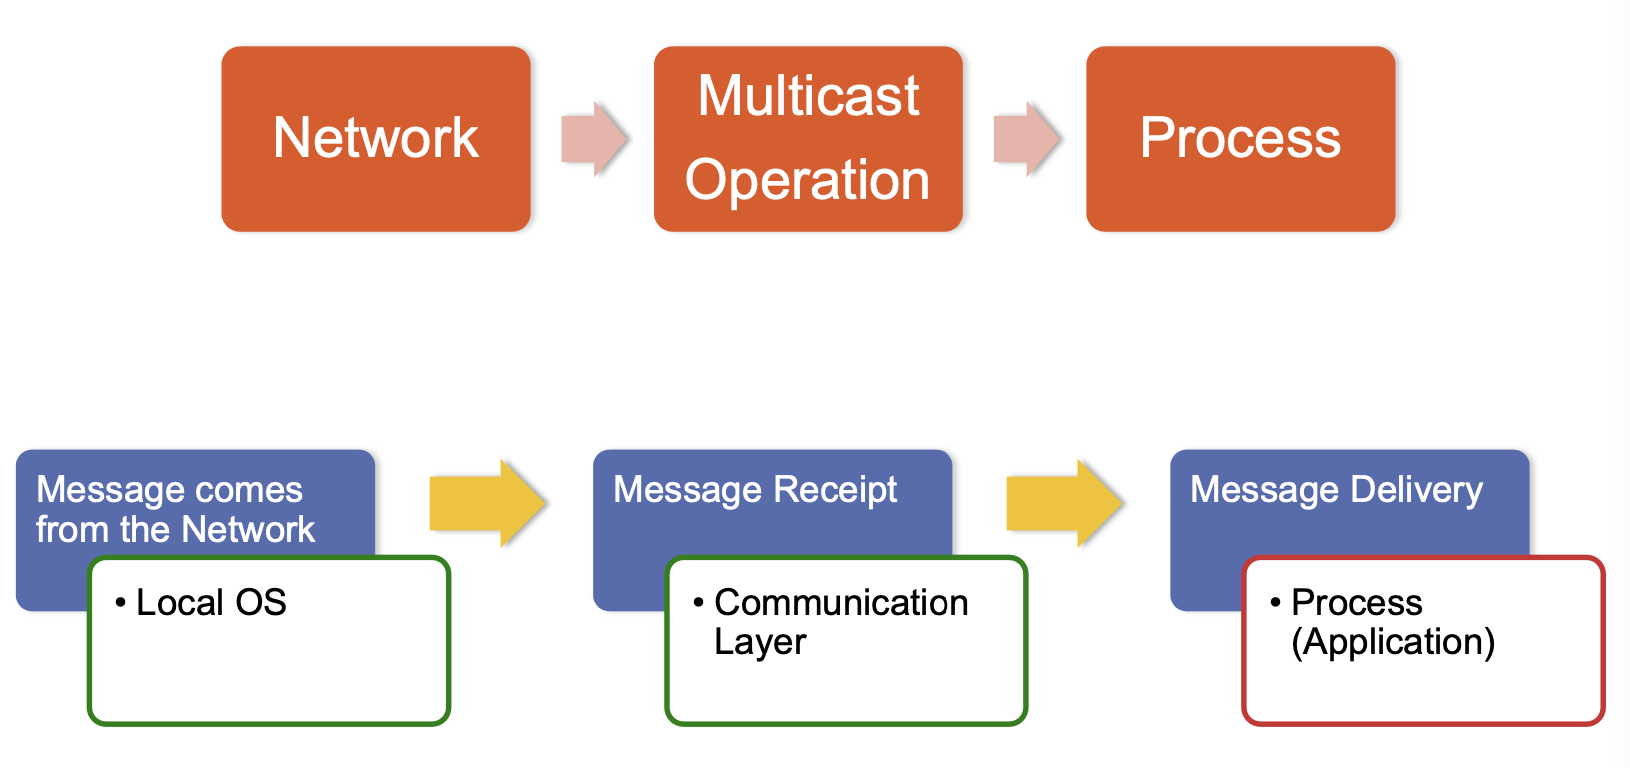 Network
Multicast
Operation
Process
Message comes
from the Network
• Local OS
Message Receipt
• Communication
Layer
Message Delivery
• Process
(Application)